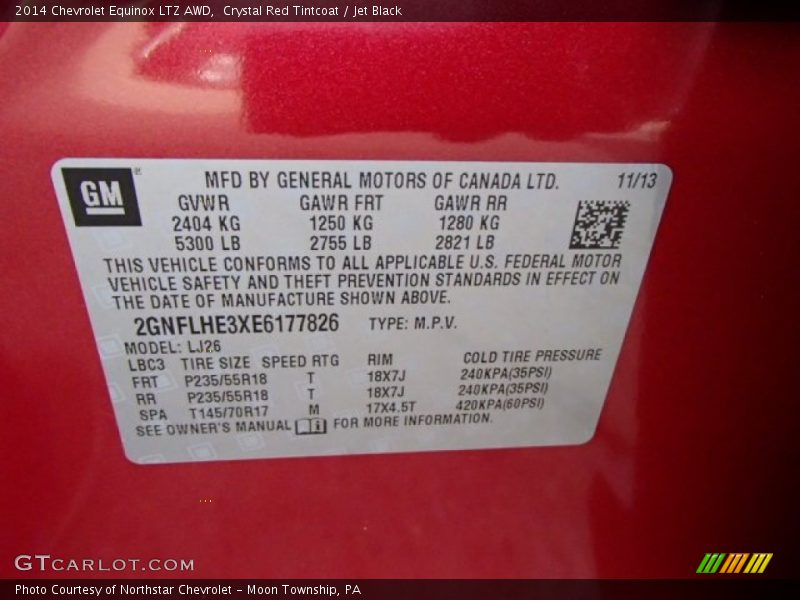 2014 Chevrolet Equinox LTZ AWD, Crystal Red Tintcoat / Jet Black
GM
MFD BY GENERAL MOTORS OF CANADA LTD. 11/13
GVWR GAWR FRT GAWR RR
2404 KG 1250 KG 1280 KG
5300 LB 2755 LB 2821 LB
THIS VEHICLE CONFORMS TO ALL APPLICABLE U.S. FEDERAL MOTOR
VEHICLE SAFETY AND THEFT PREVENTION STANDARDS IN EFFECT ON
THE DATE OF MANUFACTURE SHOWN ABOVE.
2GNFLHE3XE6177826 TYPE: M.P.V.
MODEL: LJ26
LBC3 TIRE SIZE SPEED RTG RIM COLD TIRE PRESSURE
FRT P235/55R18 T 18X7J 240KPA(35PSI)
RR P235/55R18 T 18X7J 240KPA(35PSI)
SPA T145/70R17 M 17X4.5T 420KPA(60PSI)
SEE OWNER'S MANUAL FOR MORE INFORMATION.
GTCARLOT.COM
Photo Courtesy of Northstar Chevrolet - Moon Township, PA